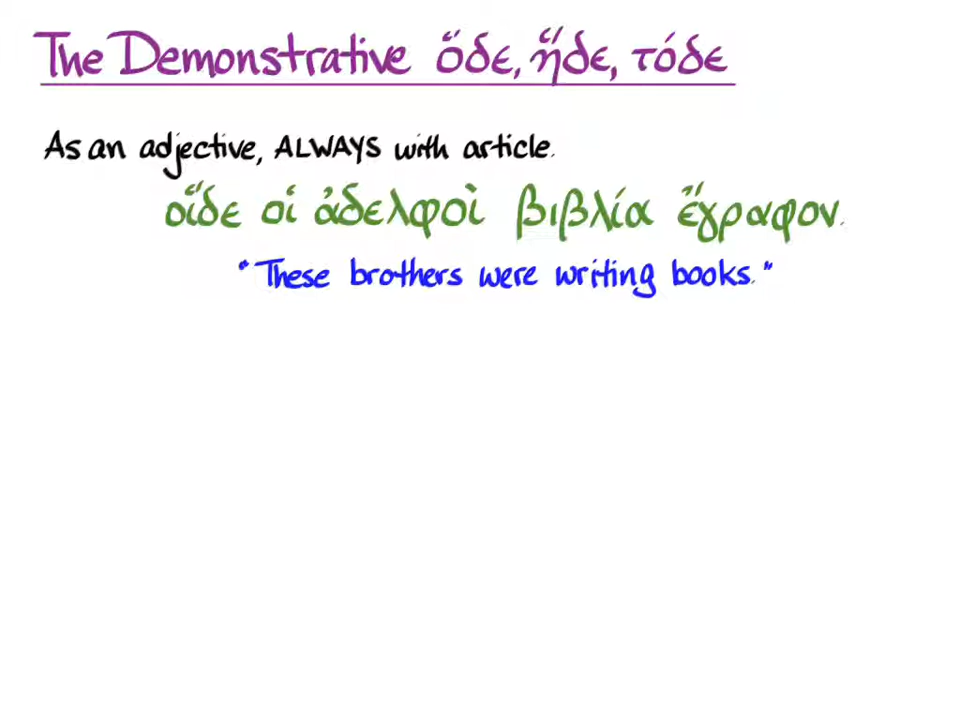 The Demonstrative ὅδε, ἥδε, τόδε
As an adjective, ALWAYS with article.
οἵδε οἱ ἀδελφοὶ βιβλία ἔγραφον.
"These brothers were writing books."